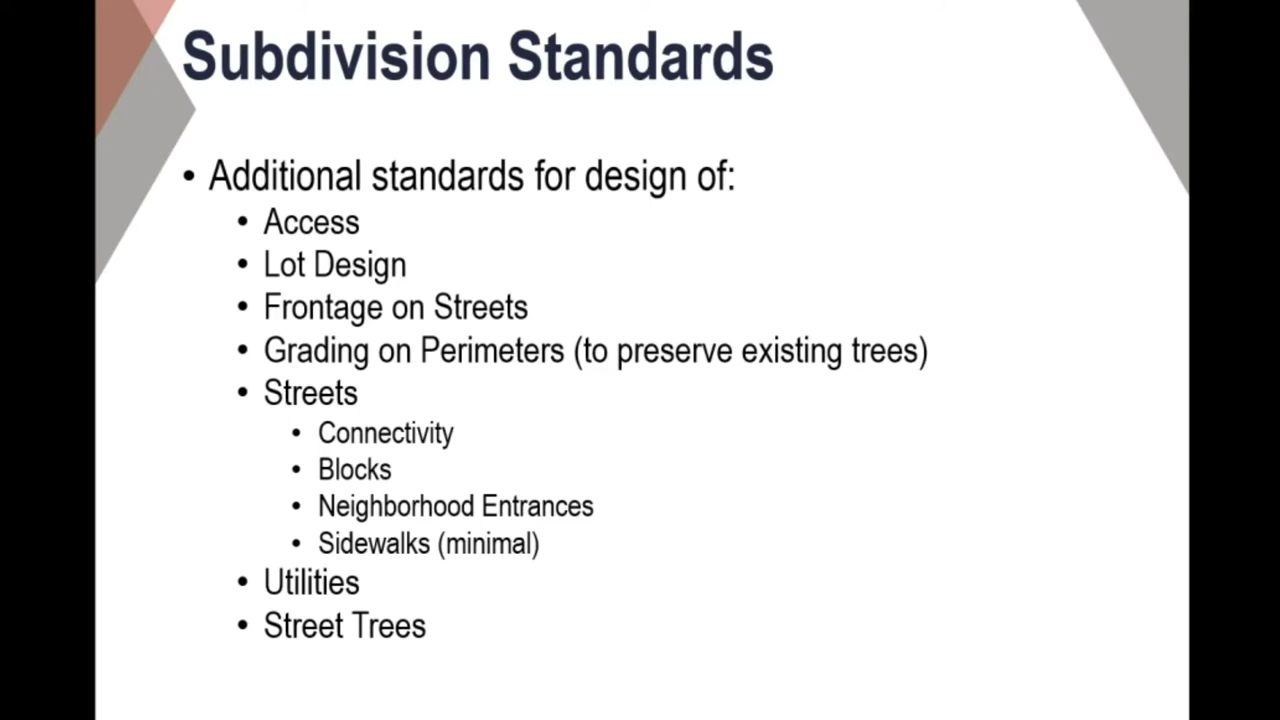 Subdivision Standards
• Additional standards for design of:
• Access
• Lot Design
• Frontage on Streets
• Grading on Perimeters (to preserve existing trees)
• Streets
• Connectivity
• Blocks
• Neighborhood Entrances
• Sidewalks (minimal)
• Utilities
• Street Trees